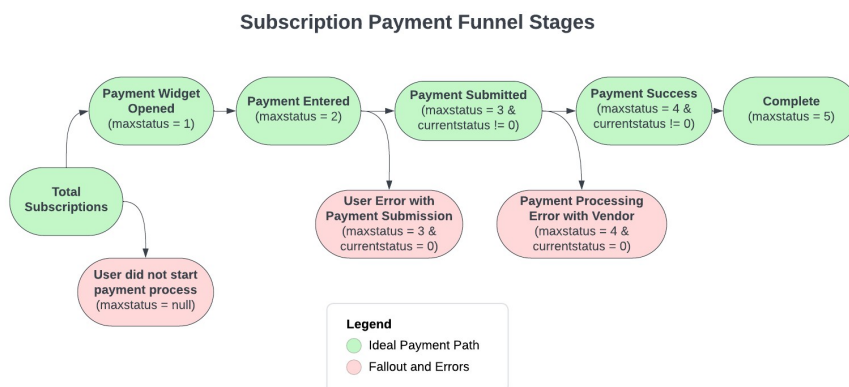 Subscription Payment Funnel Stages
Payment Widget
Opened
(maxstatus = 1)
Payment Entered
(maxstatus = 2)
Payment Submitted
(maxstatus = 3 &
currentstatus != 0)
Payment Success
(maxstatus = 4 &
currentstatus != 0)
Complete
(maxstatus = 5)
Total
Subscriptions
User Error with
Payment Submission
(maxstatus = 3 &
currentstatus = 0)
Payment Processing
Error with Vendor
(maxstatus = 4 &
currentstatus = 0)
User did not start
payment process
(maxstatus = null)
Legend
Ideal Payment Path
Fallout and Errors